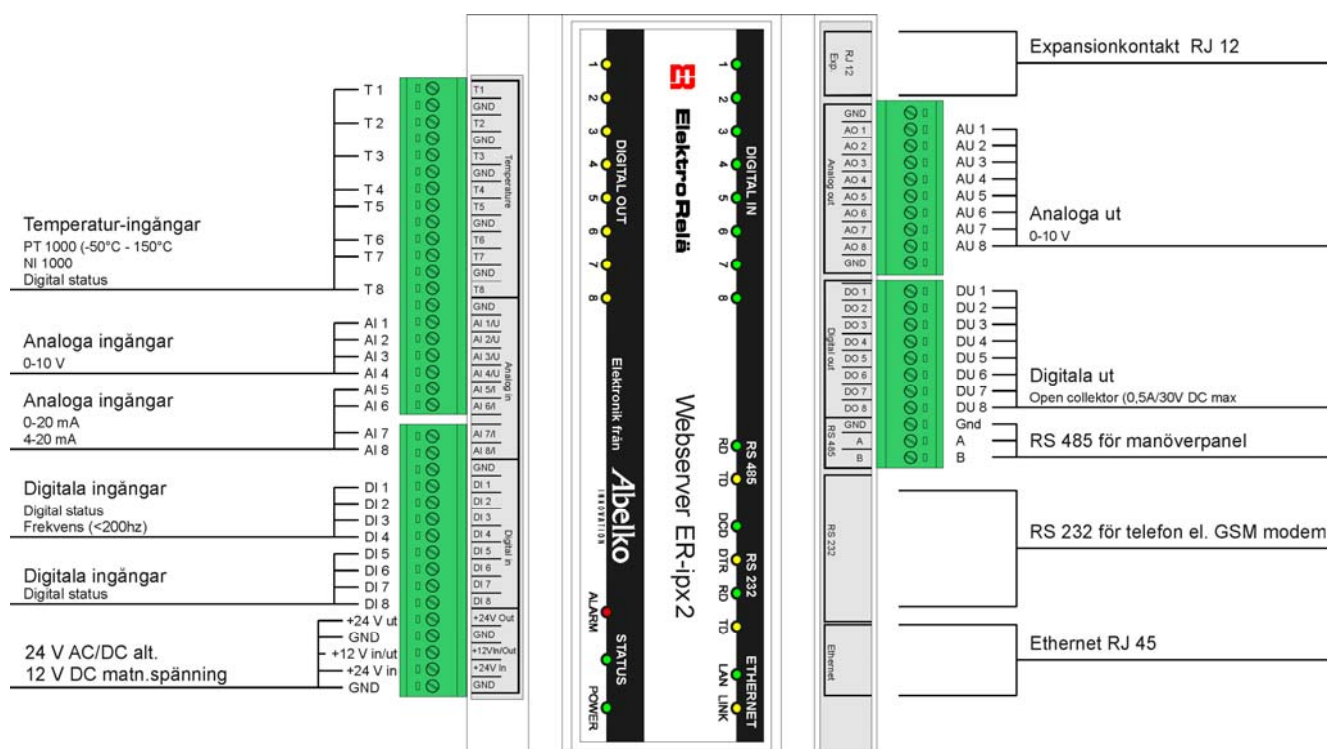 T 1
T 2
T 3
T 4
T 5
T 6
T 7
T 8
Temperatur-ingångar
PT 1000 (-50°C - 150°C
NI 1000
Digital status
AI 1
AI 2
AI 3
AI 4
Analoga ingångar
0-10 V
AI 5
AI 6
AI 7
AI 8
Analoga ingångar
0-20 mA
4-20 mA
DI 1
DI 2
DI 3
DI 4
Digitala ingångar
Digital status
Frekvens (<200hz)
DI 5
DI 6
DI 7
DI 8
Digitala ingångar
Digital status
+24 V ut
GND
+12 V in/ut
+24 V in
GND
24 V AC/DC alt.
12 V DC matn.spänning
T1
GND
T2
GND
T3
GND
T4
T5
GND
T6
T7
GND
T8
Temperature
GND
AI 1/U
AI 2/U
AI 3/U
AI 4/U
AI 5/I
AI 6/I
AI 7/I
AI 8/I
Analog in
GND
DI 1
DI 2
DI 3
DI 4
DI 5
DI 6
DI 7
DI 8
Digital in
+24V Out
GND
+12VIn/Out
+24V In
GND
1
2
3
4
5
6
7
8
DIGITAL OUT
Elektronik från
Abelko
INNOVATION
ALARM
STATUS
POWER
ER
ElektroRelä
Webserver ER-ipx2
1
2
3
4
5
6
7
8
DIGITAL IN
RD
TD
RS 485
DCD
DTR
RD
TD
RS 232
LAN
LINK
ETHERNET
RJ 12
Exp.
GND
AO 1
AO 2
AO 3
AO 4
AO 5
AO 6
AO 7
AO 8
GND
Analog out
DO 1
DO 2
DO 3
DO 4
DO 5
DO 6
DO 7
DO 8
Digital out
GND
A
B
RS 485
RS 232
Ethernet
Expansionkontakt RJ 12
AU 1
AU 2
AU 3
AU 4
AU 5
AU 6
AU 7
AU 8
Analoga ut
0-10 V
DU 1
DU 2
DU 3
DU 4
DU 5
DU 6
DU 7
DU 8
Digitala ut
Open collektor (0,5A/30V DC max
Gnd
A
B
RS 485 för manöverpanel
RS 232 för telefon el. GSM modem
Ethernet RJ 45